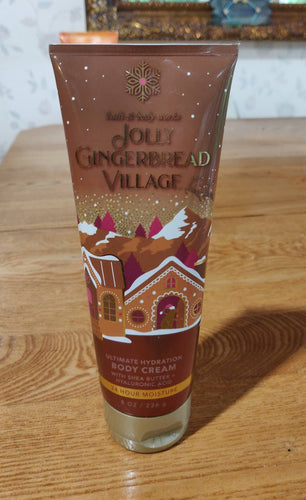 bath & body works
JOLLY
GINGERBREAD
VILLAGE
ULTIMATE HYDRATION
BODY CREAM
WITH SHEA BUTTER +
HYALURONIC ACID
24 HOUR MOISTURE
8 OZ / 226 g